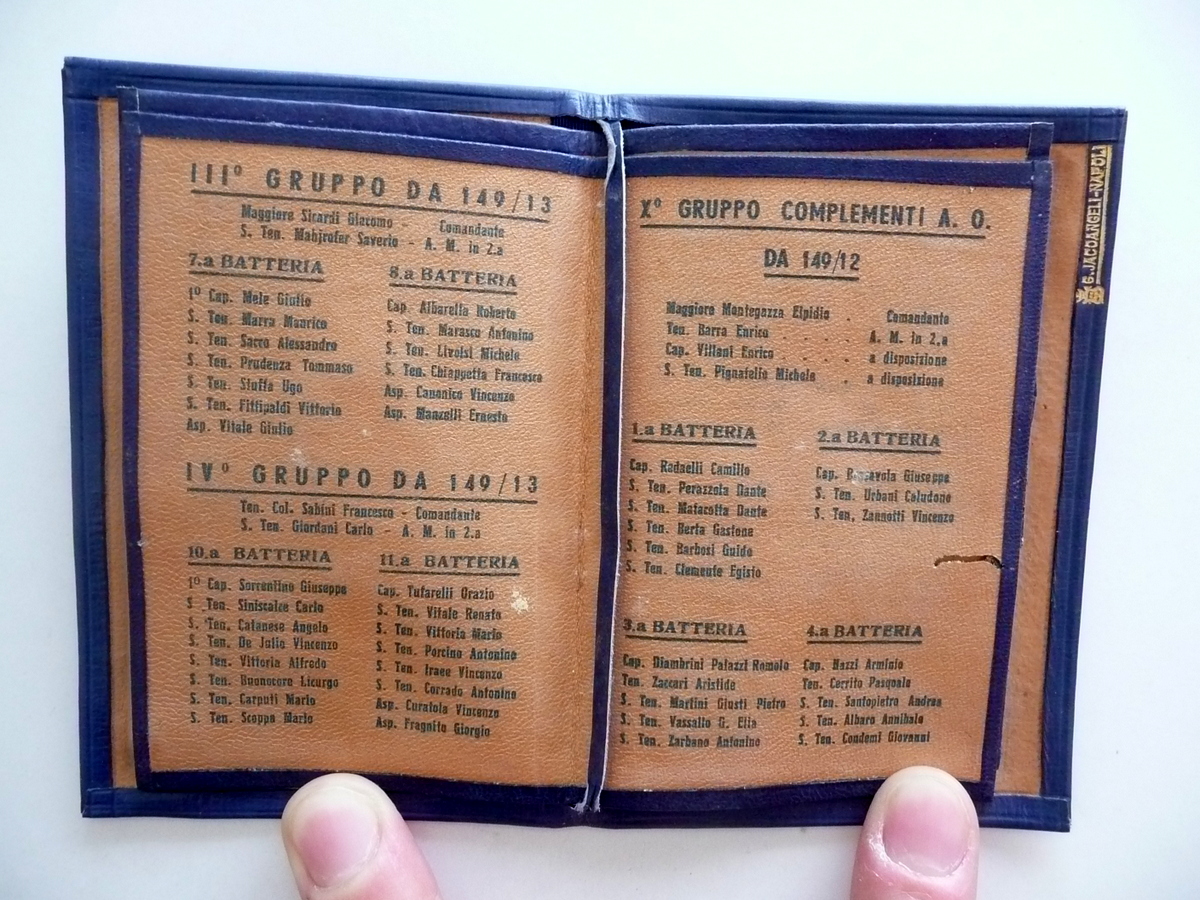 IIIº GRUPPO DA 149/13
Maggiore Sicardi Giacomo - Comandante
S. Ten. Mahjrofer Saverio - A. M. in 2.a
7.a BATTERIA
1º Cap. Mele Giulio
S. Ten. Marra Maurico
S. Ten. Sacro Alessandro
S. Ten. Prudenza Tommaso
S. Ten. Stuffa Ugo
S. Ten. Fittipaldi Vittorio
Asp. Vitale Giulio
8.a BATTERIA
Cap. Albarella Roberto
S. Ten. Marasco Antonino
S. Ten. Livolsi Michele
S. Ten. Chiappetta Francesco
Asp. Canonico Vincenzo
Asp. Manzelli Ernesto
IVº GRUPPO DA 149/13
Ten. Col. Sabini Francesco - Comandante
S. Ten. Giordani Carlo - A. M. in 2.a
10.a BATTERIA
1º Cap. Sorrentino Giuseppe
S. Ten. Siniscalco Carlo
S. Ten. Catanese Angelo
S. Ten. De Julio Vincenzo
S. Ten. Vittoria Alfredo
S. Ten. Buonocore Licurgo
S. Ten. Caruti Mario
S. Ten. Scoppa Mario
11.a BATTERIA
Cap. Tufarelli Orazio
S. Ten. Vitale Renato
S. Ten. Vittoria Mario
S. Ten. Porcino Antonino
S. Ten. Irace Vincenzo
S. Ten. Corrado Antonino
Asp. Curatola Vincenzo
Asp. Fragnito Giorgio
Xº GRUPPO COMPLEMENTI A. O.
DA 149/12
Maggiore Montegazza Elpidio . Comandante
Ten. Barra Enrico . . . . A. M. in 2.a
Cap. Villani Enrico . . . . a disposizione
S. Ten. Pignatello Michele . a disposizione
1.a BATTERIA
Cap. Radaelli Camillo
S. Ten. Perazzola Dante
S. Ten. Matacotta Dante
S. Ten. Berta Gastone
S. Ten. Barbosi Guido
S. Ten. Clemente Egisto
2.a BATTERIA
Cap. Giuseppe
S. Ten. Urbani Celudone
S. Ten. Zannotti Vincenzo
3.a BATTERIA
Cap. Diambrini Palazzi Romolo
Ten. Zaccari Aristide
S. Ten. Martini Giusti Pietro
S. Ten. Vassallo G. Elia
S. Ten. Zarbano Antonino
4.a BATTERIA
Cap. Nazzi Arminio
Ten. Cerrito Pasquale
S. Ten. Santopietro Andrea
S. Ten. Albaro Annibale
S. Ten. Condemi Giovanni
G. JACOANGELI-NAPOLI